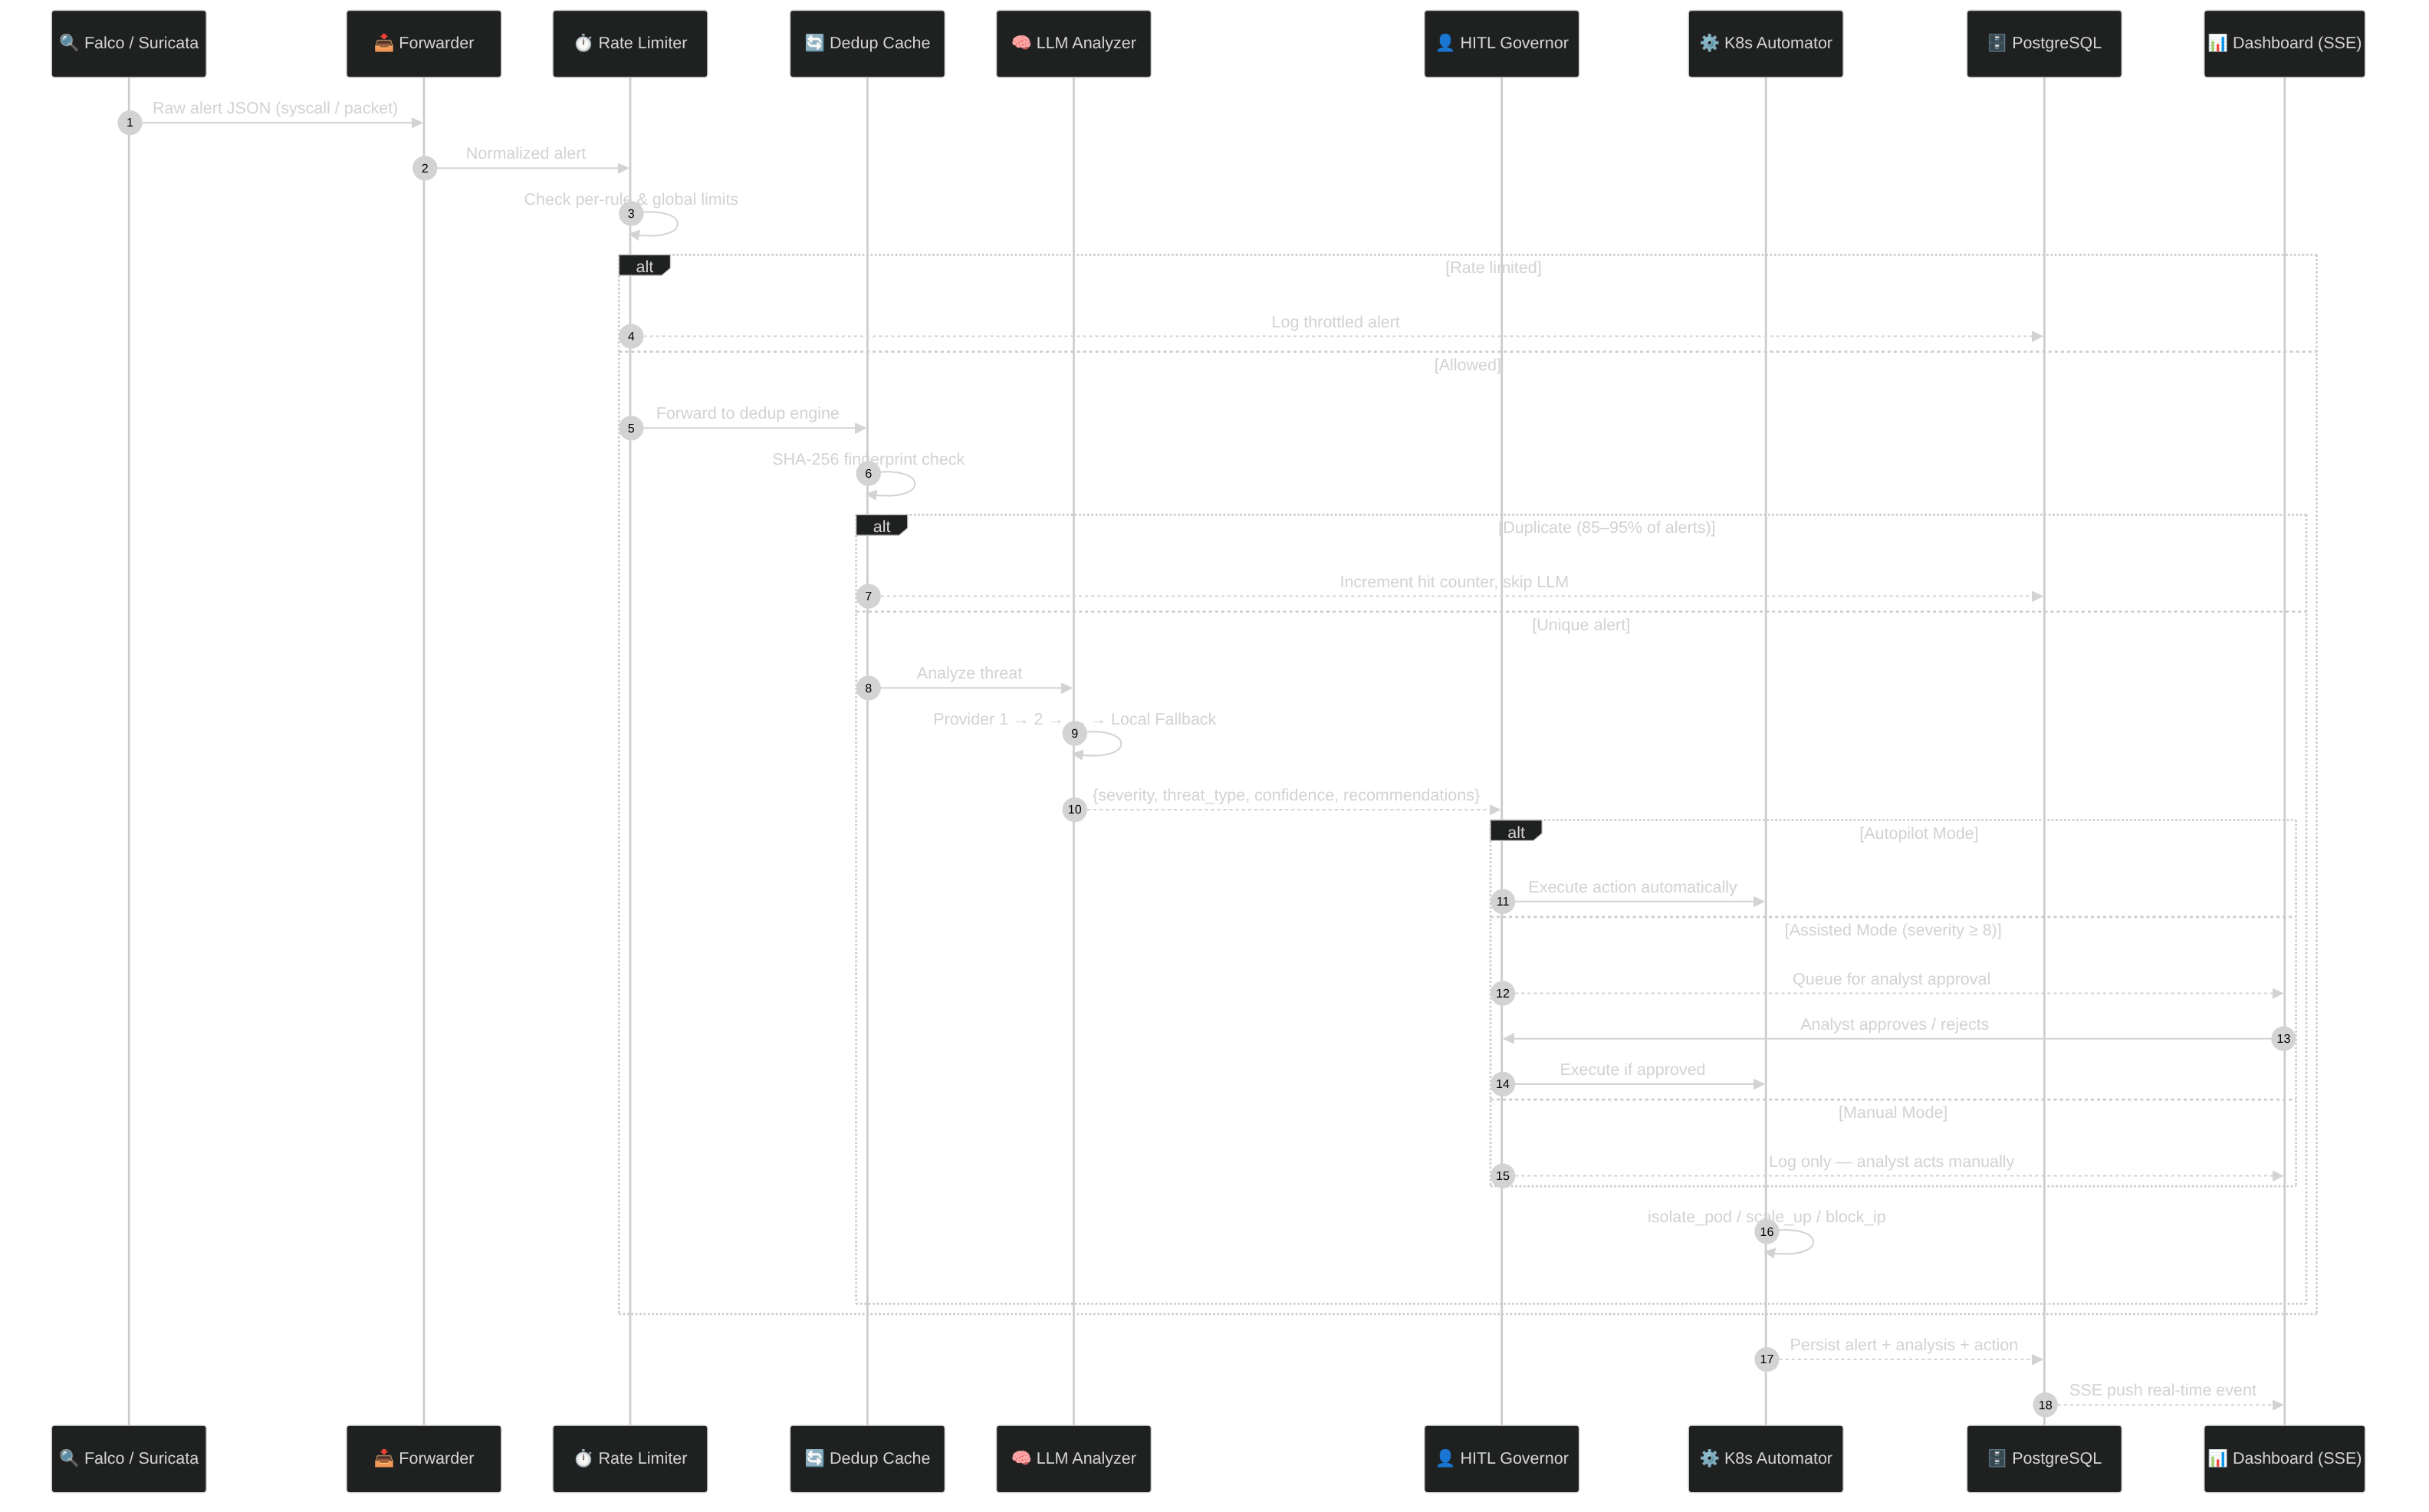 🔍 Falco / Suricata
📤 Forwarder
⏱️ Rate Limiter
🔄 Dedup Cache
🧠 LLM Analyzer
👤 HITL Governor
⚙️ K8s Automator
🗄️ PostgreSQL
📊 Dashboard (SSE)
Raw alert JSON (syscall / packet)
1
Normalized alert
2
Check per-rule & global limits
3
alt
[Rate limited]
Log throttled alert
4
[Allowed]
Forward to dedup engine
5
SHA-256 fingerprint check
6
alt
[Duplicate (85–95% of alerts)]
Increment hit counter, skip LLM
7
[Unique alert]
Analyze threat
8
Provider 1 → 2 → → Local Fallback
9
{severity, threat_type, confidence, recommendations}
10
alt
[Autopilot Mode]
Execute action automatically
11
[Assisted Mode (severity ≥ 8)]
Queue for analyst approval
12
Analyst approves / rejects
13
Execute if approved
14
[Manual Mode]
Log only — analyst acts manually
15
isolate_pod / scale_up / block_ip
16
Persist alert + analysis + action
17
SSE push real-time event
18
🔍 Falco / Suricata
📤 Forwarder
⏱️ Rate Limiter
🔄 Dedup Cache
🧠 LLM Analyzer
👤 HITL Governor
⚙️ K8s Automator
🗄️ PostgreSQL
📊 Dashboard (SSE)